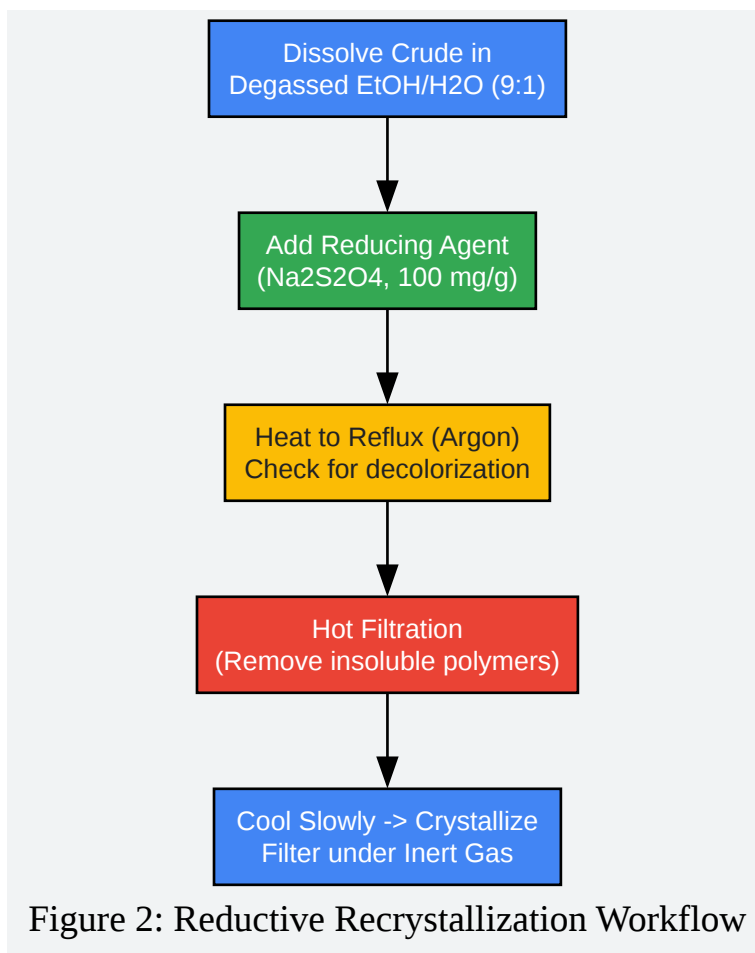 Dissolve Crude in
Degassed EtOH/H2O (9:1)
Add Reducing Agent
(Na2S2O4, 100 mg/g)
Heat to Reflux (Argon)
Check for decolorization
Hot Filtration
(Remove insoluble polymers)
Cool Slowly -> Crystallize
Filter under Inert Gas
Figure 2: Reductive Recrystallization Workflow